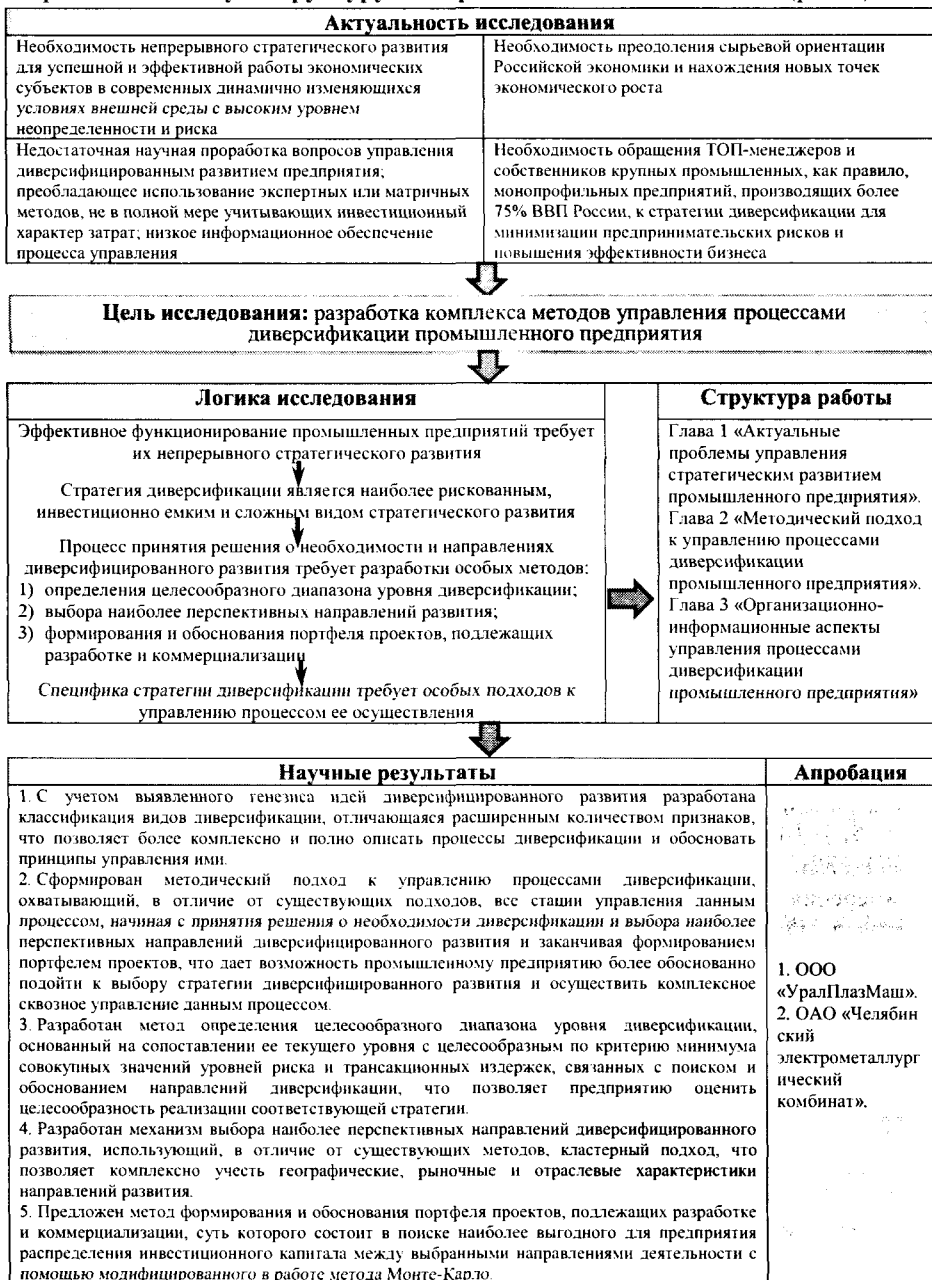 Актуальность исследования
Необходимость непрерывного стратегического развития
для успешной и эффективной работы экономических
субъектов в современных динамично изменяющихся
условиях внешней среды с высоким уровнем
неопределенности и риска
Необходимость преодоления сырьевой ориентации
Российской экономики и нахождения новых точек
экономического роста
Недостаточная научная проработка вопросов управления
диверсифицированным развитием предприятия;
преобладающее использование экспертных или матричных
методов, не в полной мере учитывающих инвестиционный
характер затрат; низкое информационное обеспечение
процесса управления
Необходимость обращения ТОП-менеджеров и
собственников крупных промышленных, как правило,
монопрофильных предприятий, производящих более
75% ВВП России, к стратегии диверсификации для
минимизации предпринимательских рисков и
повышения эффективности бизнеса
Цель исследования: разработка комплекса методов управления процессами
диверсификации промышленного предприятия
Логика исследования
Эффективное функционирование промышленных предприятий требует
их непрерывного стратегического развития
Стратегия диверсификации является наиболее рискованным,
инвестиционно емким и сложным видом стратегического развития
Процесс принятия решения о необходимости и направлениях
диверсифицированного развития требует разработки особых методов:
1) определения целесообразного диапазона уровня диверсификации;
2) выбора наиболее перспективных направлений развития;
3) формирования и обоснования портфеля проектов, подлежащих
разработке и коммерциализации
Специфика стратегии диверсификации требует особых подходов к
управлению процессом ее осуществления
Структура работы
Глава 1 «Актуальные
проблемы управления
стратегическим развитием
промышленного предприятия».
Глава 2 «Методический подход
к управлению процессами
диверсификации
промышленного предприятия».
Глава 3 «Организационно-
информационные аспекты
управления процессами
диверсификации
промышленного предприятия»
Научные результаты
1. С учетом выявленного генезиса идей диверсифицированного развития разработана
классификация видов диверсификации, отличающаяся расширенным количеством признаков,
что позволяет более комплексно и полно описать процессы диверсификации и обосновать
принципы управления ими.
2. Сформирован методический подход к управлению процессами диверсификации,
охватывающий, в отличие от существующих подходов, все стадии управления данным
процессом, начиная с принятия решения о необходимости диверсификации и выбора наиболее
перспективных направлений диверсифицированного развития и заканчивая формированием
портфелем проектов, что дает возможность промышленному предприятию более обоснованно
подойти к выбору стратегии диверсифицированного развития и осуществить комплексное
сквозное управление данным процессом.
3. Разработан метод определения целесообразного диапазона уровня диверсификации,
основанный на сопоставлении ее текущего уровня с целесообразным по критерию минимума
совокупных значений уровней риска и трансакционных издержек, связанных с поиском и
обоснованием направлений диверсификации, что позволяет предприятию оценить
целесообразность реализации соответствующей стратегии.
4. Разработан механизм выбора наиболее перспективных направлений диверсифицированного
развития, использующий, в отличие от существующих методов, кластерный подход, что
позволяет комплексно учесть географические, рыночные и отраслевые характеристики
направлений развития.
5. Предложен метод формирования и обоснования портфеля проектов, подлежащих разработке
и коммерциализации, суть которого состоит в поиске наиболее выгодного для предприятия
распределения инвестиционного капитала между выбранными направлениями деятельности с
помощью модифицированного в работе метода Монте-Карло.
Апробация
1. ООО
«УралПлазМаш».
2. ОАО «Челябин
ский
электрометаллург
ический
комбинат».